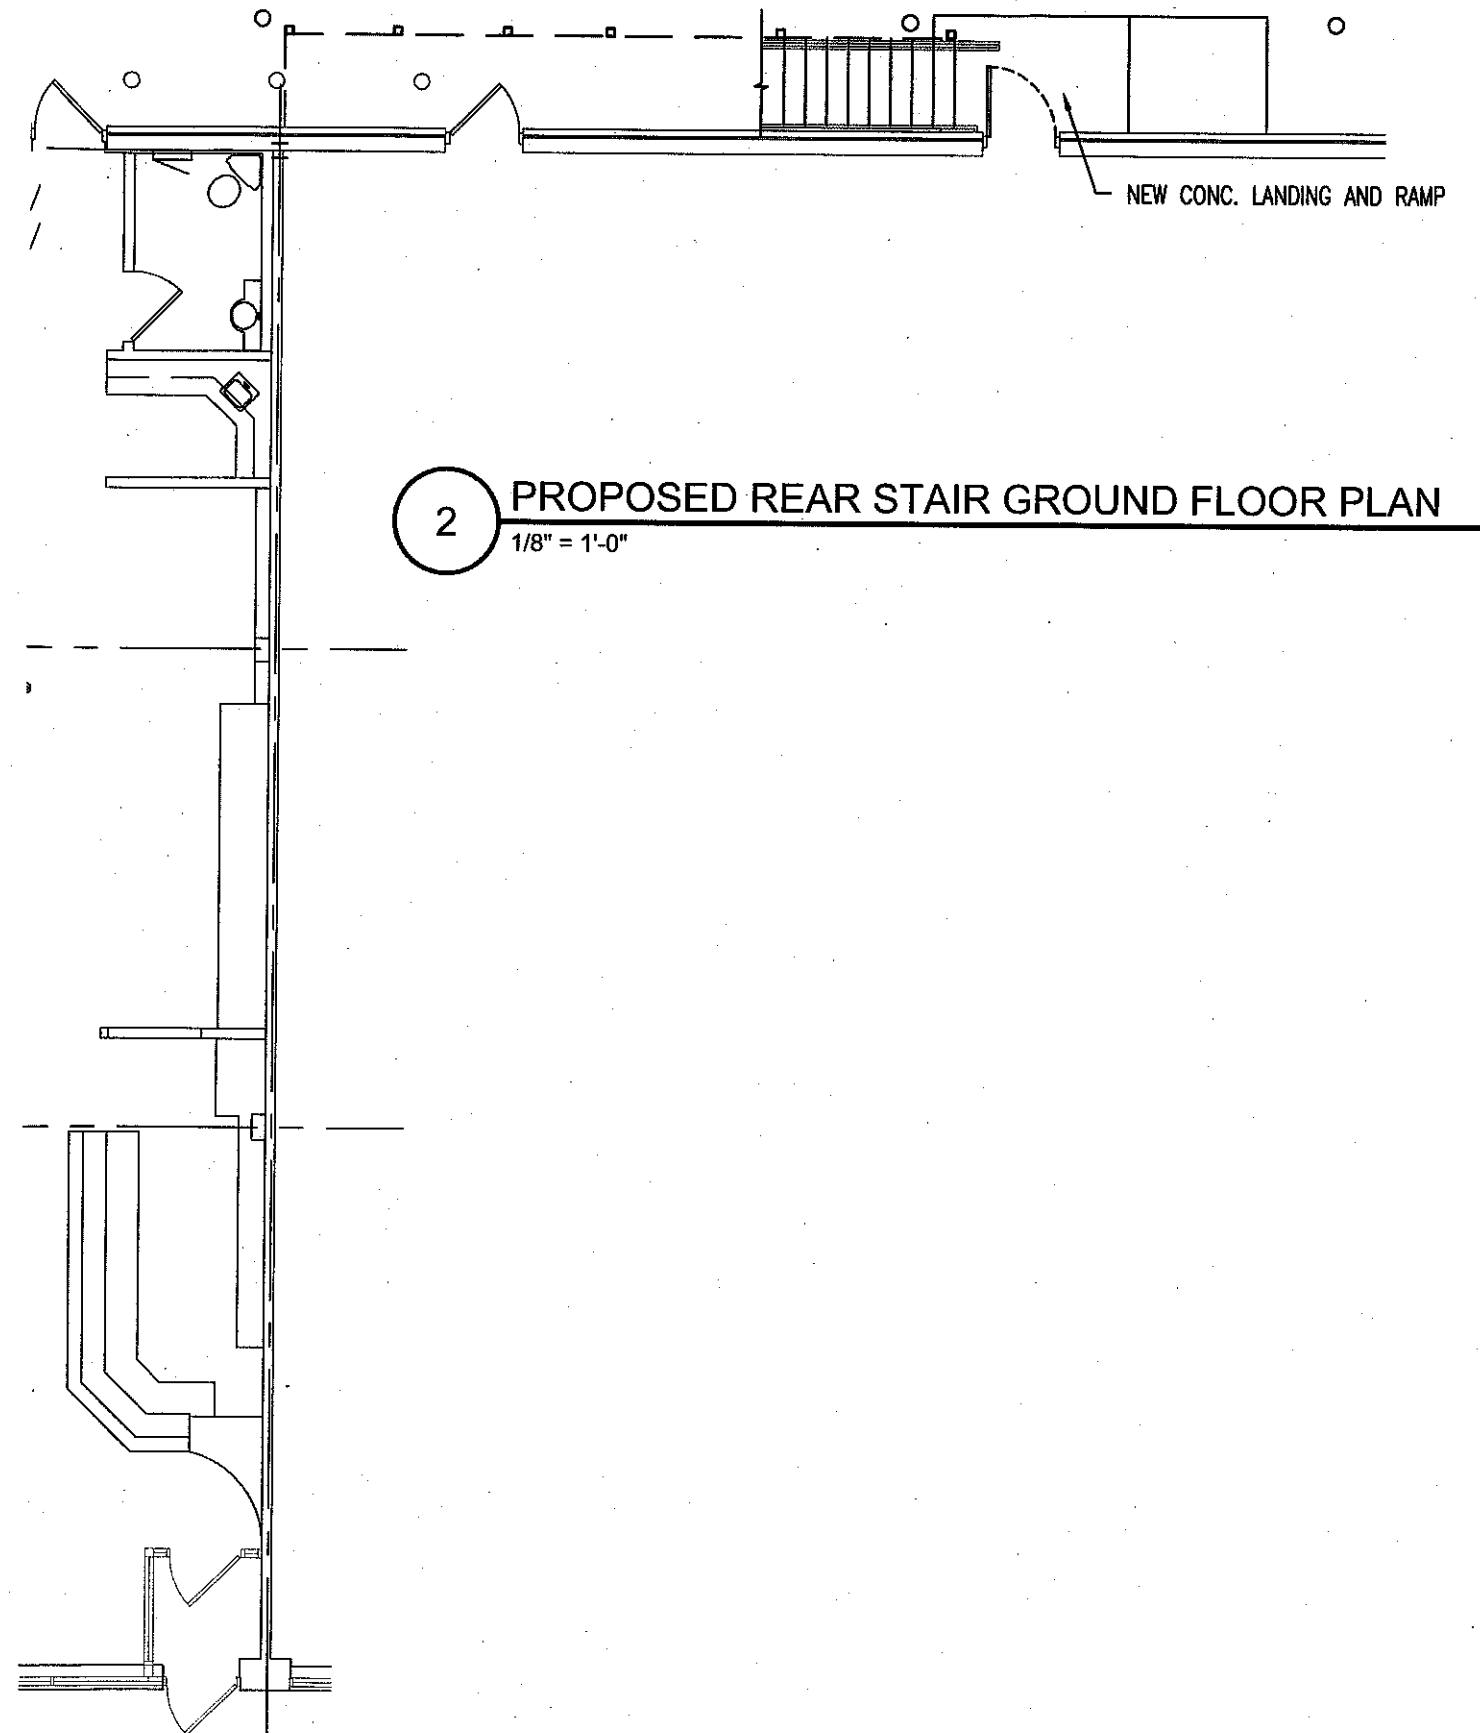 NEW CONC. LANDING AND RAMP
2
PROPOSED REAR STAIR GROUND FLOOR PLAN
1/8" = 1'-0"